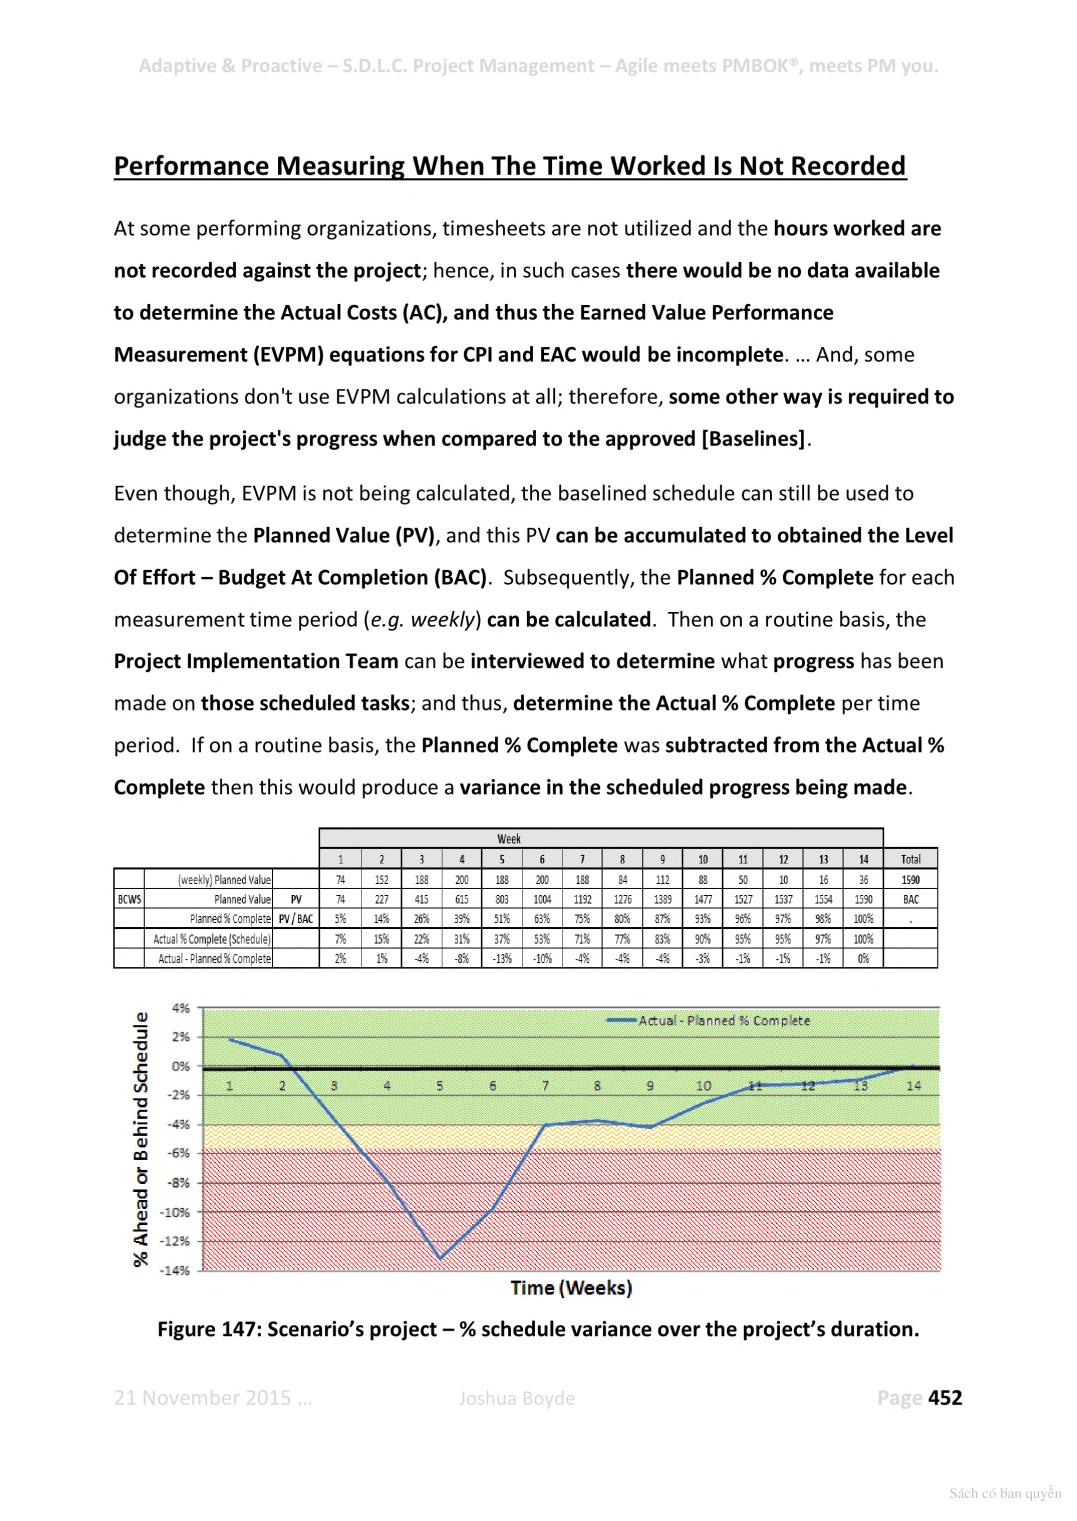 Adaptive & Proactive – S.D.L.C. Project Management – Agile meets PMBOK®, meets PM you.
Performance Measuring When The Time Worked Is Not Recorded
At some performing organizations, timesheets are not utilized and the hours worked are
not recorded against the project; hence, in such cases there would be no data available
to determine the Actual Costs (AC), and thus the Earned Value Performance
Measurement (EVPM) equations for CPI and EAC would be incomplete. … And, some
organizations don't use EVPM calculations at all; therefore, some other way is required to
judge the project's progress when compared to the approved [Baselines].
Even though, EVPM is not being calculated, the baselined schedule can still be used to
determine the Planned Value (PV), and this PV can be accumulated to obtained the Level
Of Effort – Budget At Completion (BAC). Subsequently, the Planned % Complete for each
measurement time period (e.g. weekly) can be calculated. Then on a routine basis, the
Project Implementation Team can be interviewed to determine what progress has been
made on those scheduled tasks; and thus, determine the Actual % Complete per time
period. If on a routine basis, the Planned % Complete was subtracted from the Actual %
Complete then this would produce a variance in the scheduled progress being made.
Week
1 2 3 4 5 6 7 8 9 10 11 12 13 14 Total
(weekly) Planned Value 74 152 188 200 188 200 188 84 112 88 50 10 16 36 1590
BCWS Planned Value PV 74 227 415 615 803 1004 1192 1276 1389 1477 1527 1537 1554 1590 BAC
Planned % Complete PV / BAC 5% 14% 26% 39% 51% 63% 75% 80% 87% 93% 96% 97% 98% 100% .
Actual % Complete (Schedule) 7% 15% 22% 31% 37% 53% 71% 77% 83% 90% 95% 95% 97% 100%
Actual - Planned % Complete 2% 1% -4% -8% -13% -10% -4% -4% -4% -3% -1% -1% -1% 0%
% Ahead or Behind Schedule
4%
Actual - Planned % Complete
2%
0%
1 2 3 4 5 6 7 8 9 10 11 12 13 14
-2%
-4%
-6%
-8%
-10%
-12%
-14%
Time (Weeks)
Figure 147: Scenario’s project – % schedule variance over the project’s duration.
21 November 2015 … Joshua Boyde Page 452
Sách có bản quyền